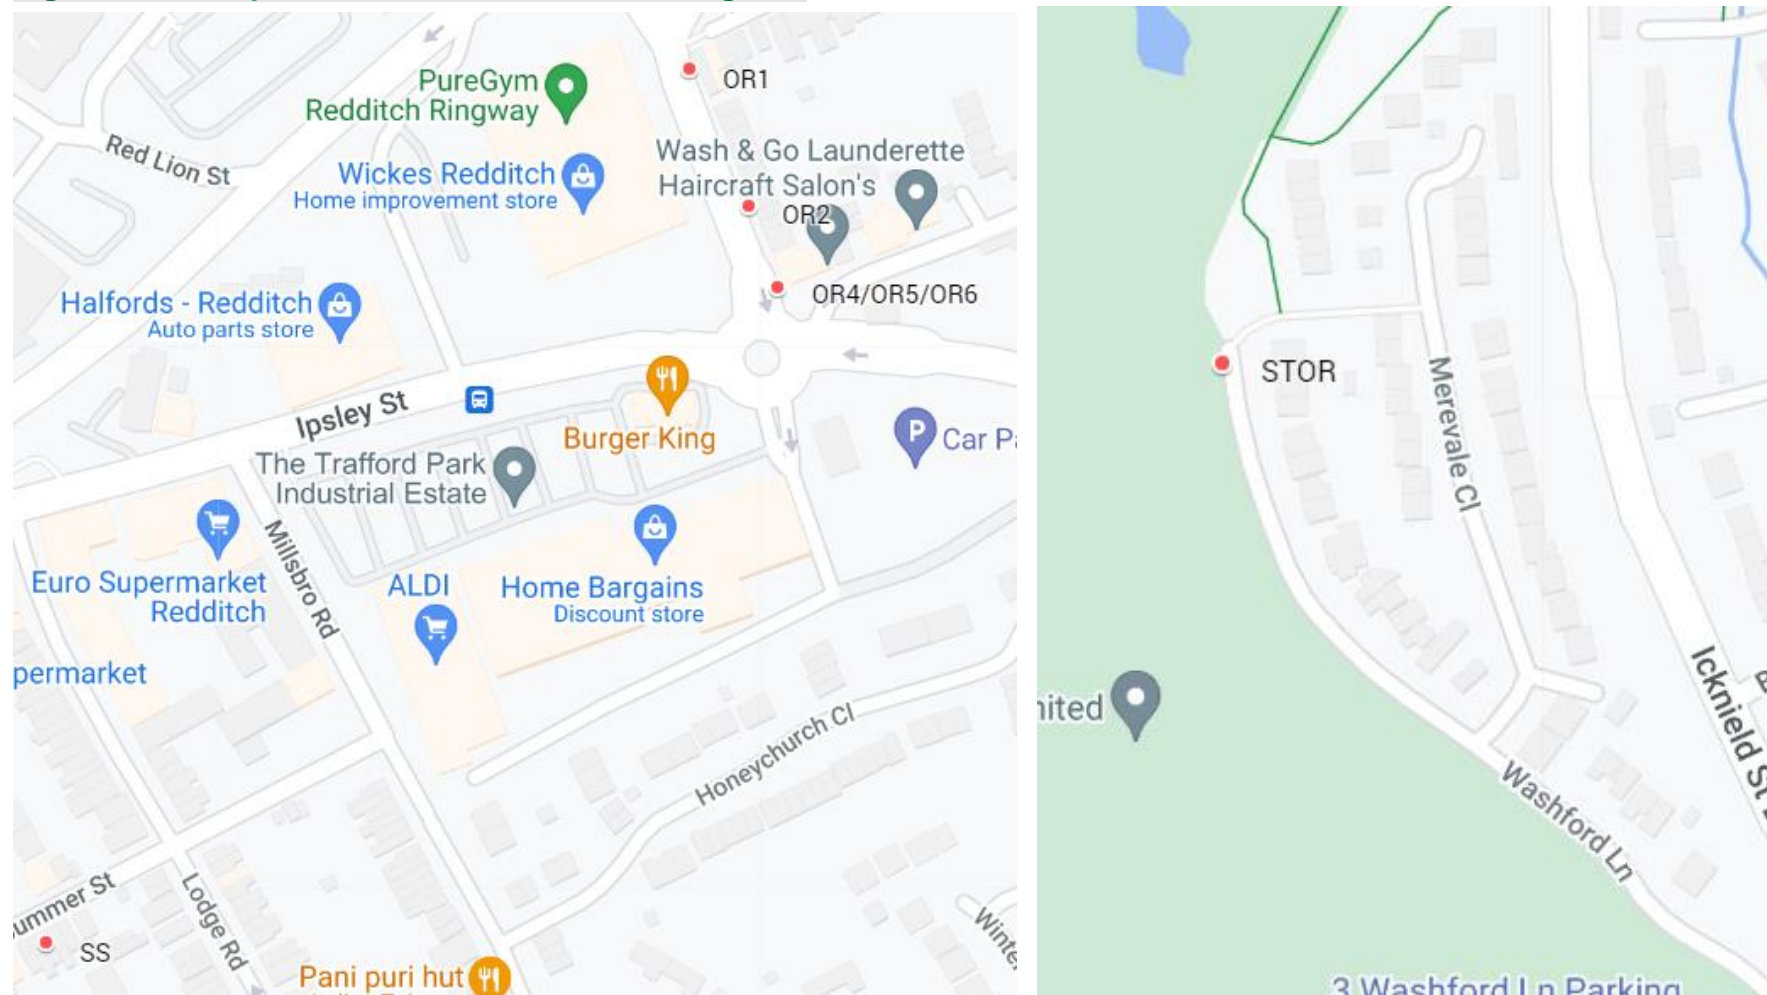 PureGym
Redditch Ringway
OR1
Red Lion St
Wash & Go Launderette
Haircraft Salon's
Wickes Redditch
Home improvement store
OR2
OR4/OR5/OR6
Halfords - Redditch
Auto parts store
Ipsley St
Burger King
Car Pa
The Trafford Park
Industrial Estate
Millsbro Rd
Euro Supermarket
Redditch
ALDI
Home Bargains
Discount store
permarket
Honeychurch Cl
ummer St
Lodge Rd
SS
Winte
Pani puri hut
STOR
Merevale Cl
nited
Icknield St
Washford Ln
3 Washford Ln Parking